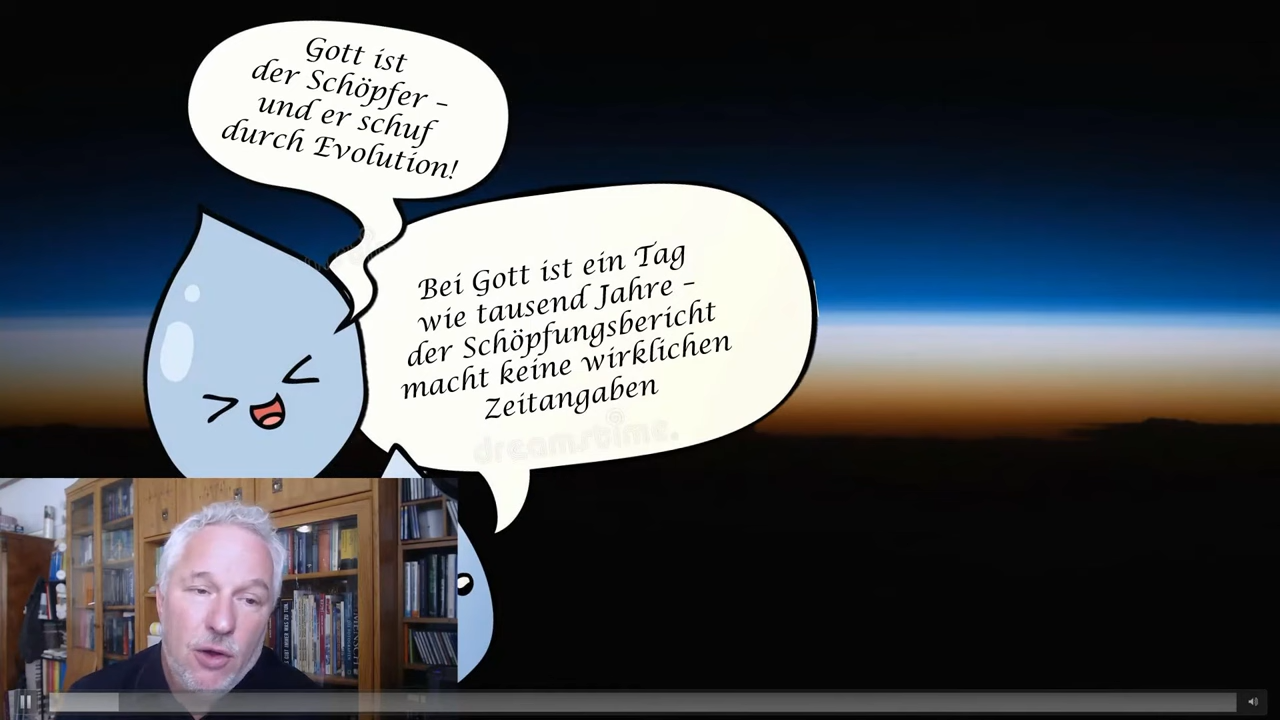 Gott ist
der Schöpfer –
und er schuf
durch Evolution!
Bei Gott ist ein Tag
wie tausend Jahre –
der Schöpfungsbericht
macht keine wirklichen
Zeitangaben
dreamstime.